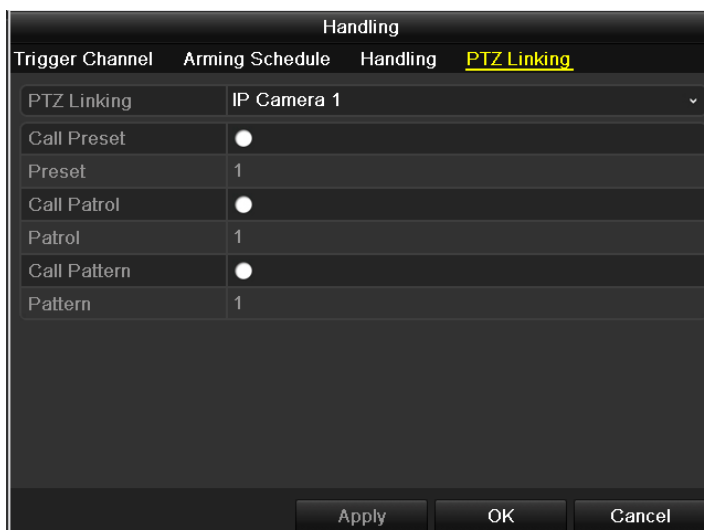 Handling
Trigger Channel Arming Schedule Handling PTZ Linking
PTZ Linking IP Camera 1
Call Preset
Preset 1
Call Patrol
Patrol 1
Call Pattern
Pattern 1
Apply OK Cancel